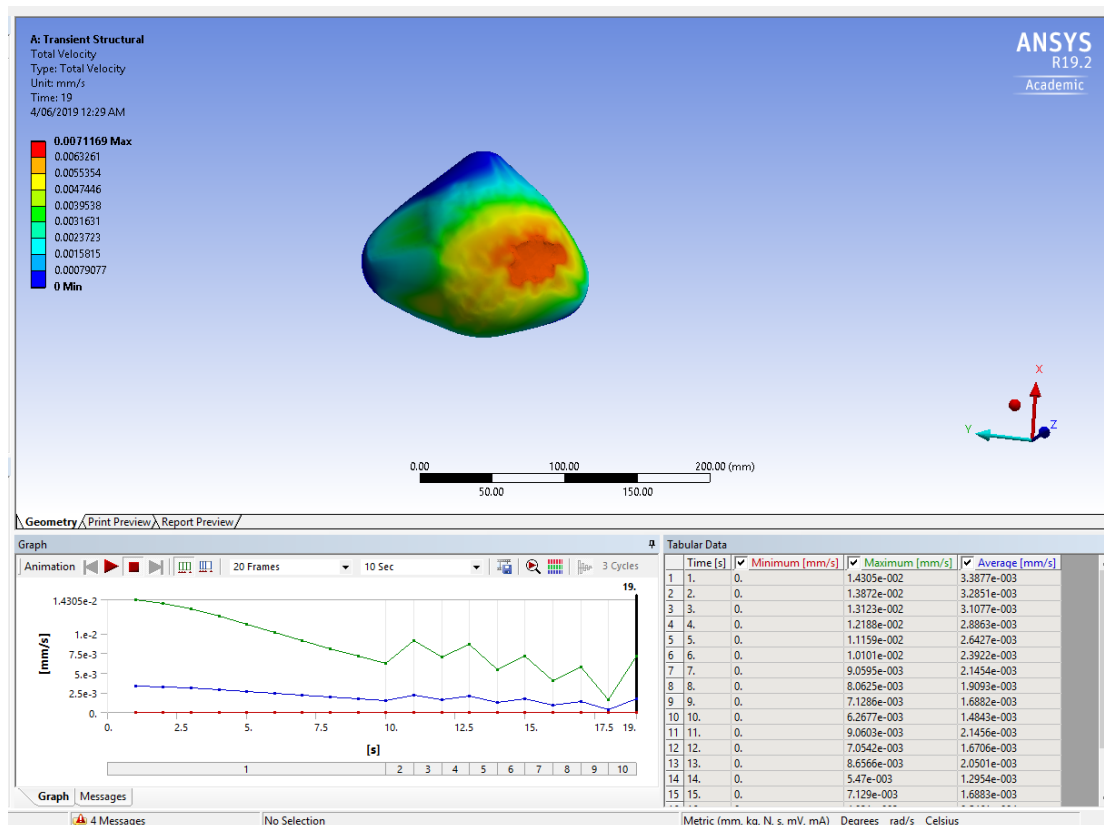 A: Transient Structural
Total Velocity
Type: Total Velocity
Unit: mm/s
Time: 19
4/06/2019 12:29 AM
ANSYS
R19.2
Academic
0.0071169 Max
0.0063261
0.0055354
0.0047446
0.0039538
0.0031631
0.0023723
0.0015815
0.00079077
0 Min
X
Y
Z
0.00 100.00 200.00 (mm)
50.00 150.00
Geometry Print Preview Report Preview
Graph
Animation 20 Frames 10 Sec 3 Cycles
19.
1.4305e-2
1.e-2
7.5e-3
5.e-3
2.5e-3
0.
[mm/s]
0. 2.5 5. 7.5 10. 12.5 15. 17.5 19.
[s]
1 2 3 4 5 6 7 8 9 10
Graph Messages
Tabular Data
Time [s] Minimum [mm/s] Maximum [mm/s] Average [mm/s]
1 1. 0. 1.4305e-002 3.3877e-003
2 2. 0. 1.3872e-002 3.2851e-003
3 3. 0. 1.3123e-002 3.1077e-003
4 4. 0. 1.2188e-002 2.8863e-003
5 5. 0. 1.1159e-002 2.6427e-003
6 6. 0. 1.0101e-002 2.3922e-003
7 7. 0. 9.0595e-003 2.1454e-003
8 8. 0. 8.0625e-003 1.9093e-003
9 9. 0. 7.1286e-003 1.6882e-003
10 10. 0. 6.2677e-003 1.4843e-003
11 11. 0. 9.0603e-003 2.1456e-003
12 12. 0. 7.0542e-003 1.6706e-003
13 13. 0. 8.6566e-003 2.0501e-003
14 14. 0. 5.47e-003 1.2954e-003
15 15. 0. 7.129e-003 1.6883e-003
4 Messages No Selection Metric (mm, kg, N, s, mV, mA) Degrees rad/s Celsius